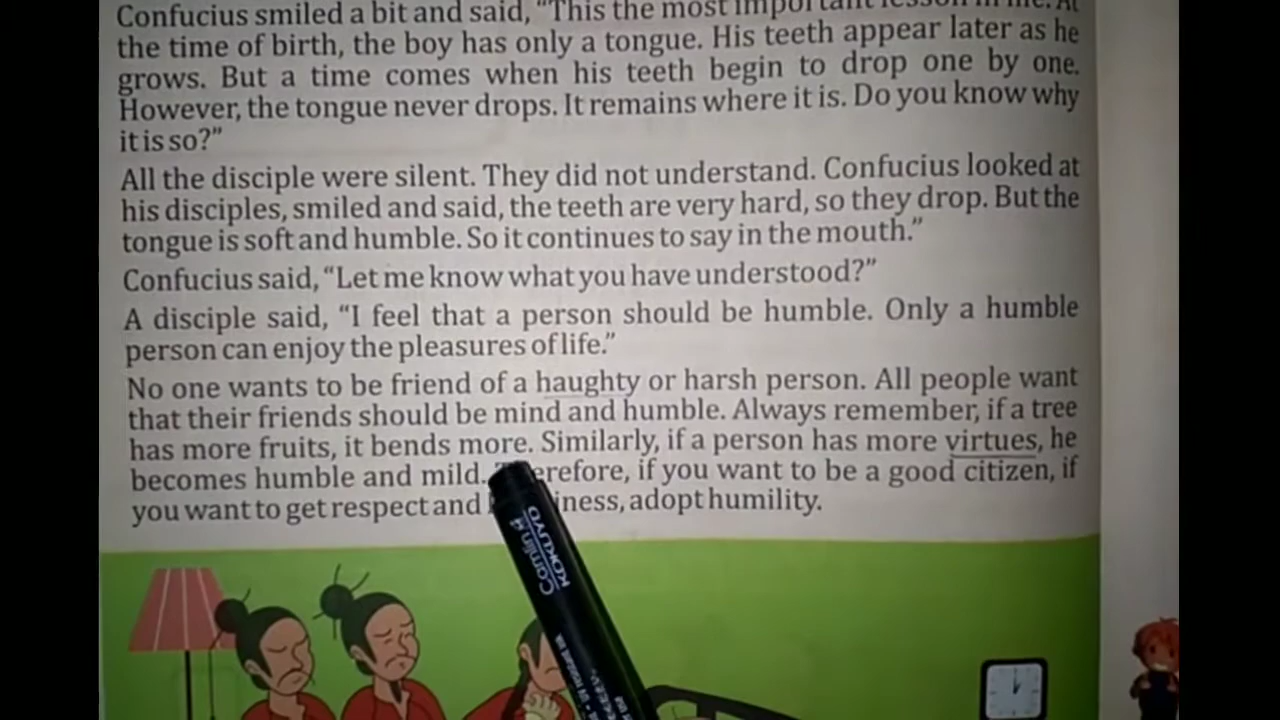 Confucius smiled a bit and said, “This the most important lesson in life. At
the time of birth, the boy has only a tongue. His teeth appear later as he
grows. But a time comes when his teeth begin to drop one by one.
However, the tongue never drops. It remains where it is. Do you know why
it is so?”
All the disciple were silent. They did not understand. Confucius looked at
his disciples, smiled and said, the teeth are very hard, so they drop. But the
tongue is soft and humble. So it continues to say in the mouth.”
Confucius said, “Let me know what you have understood?”
A disciple said, “I feel that a person should be humble. Only a humble
person can enjoy the pleasures of life.”
No one wants to be friend of a haughty or harsh person. All people want
that their friends should be mind and humble. Always remember, if a tree
has more fruits, it bends more. Similarly, if a person has more virtues, he
becomes humble and mild. Therefore, if you want to be a good citizen, if
you want to get respect and iness, adopt humility.
Camlin
KOKUYO